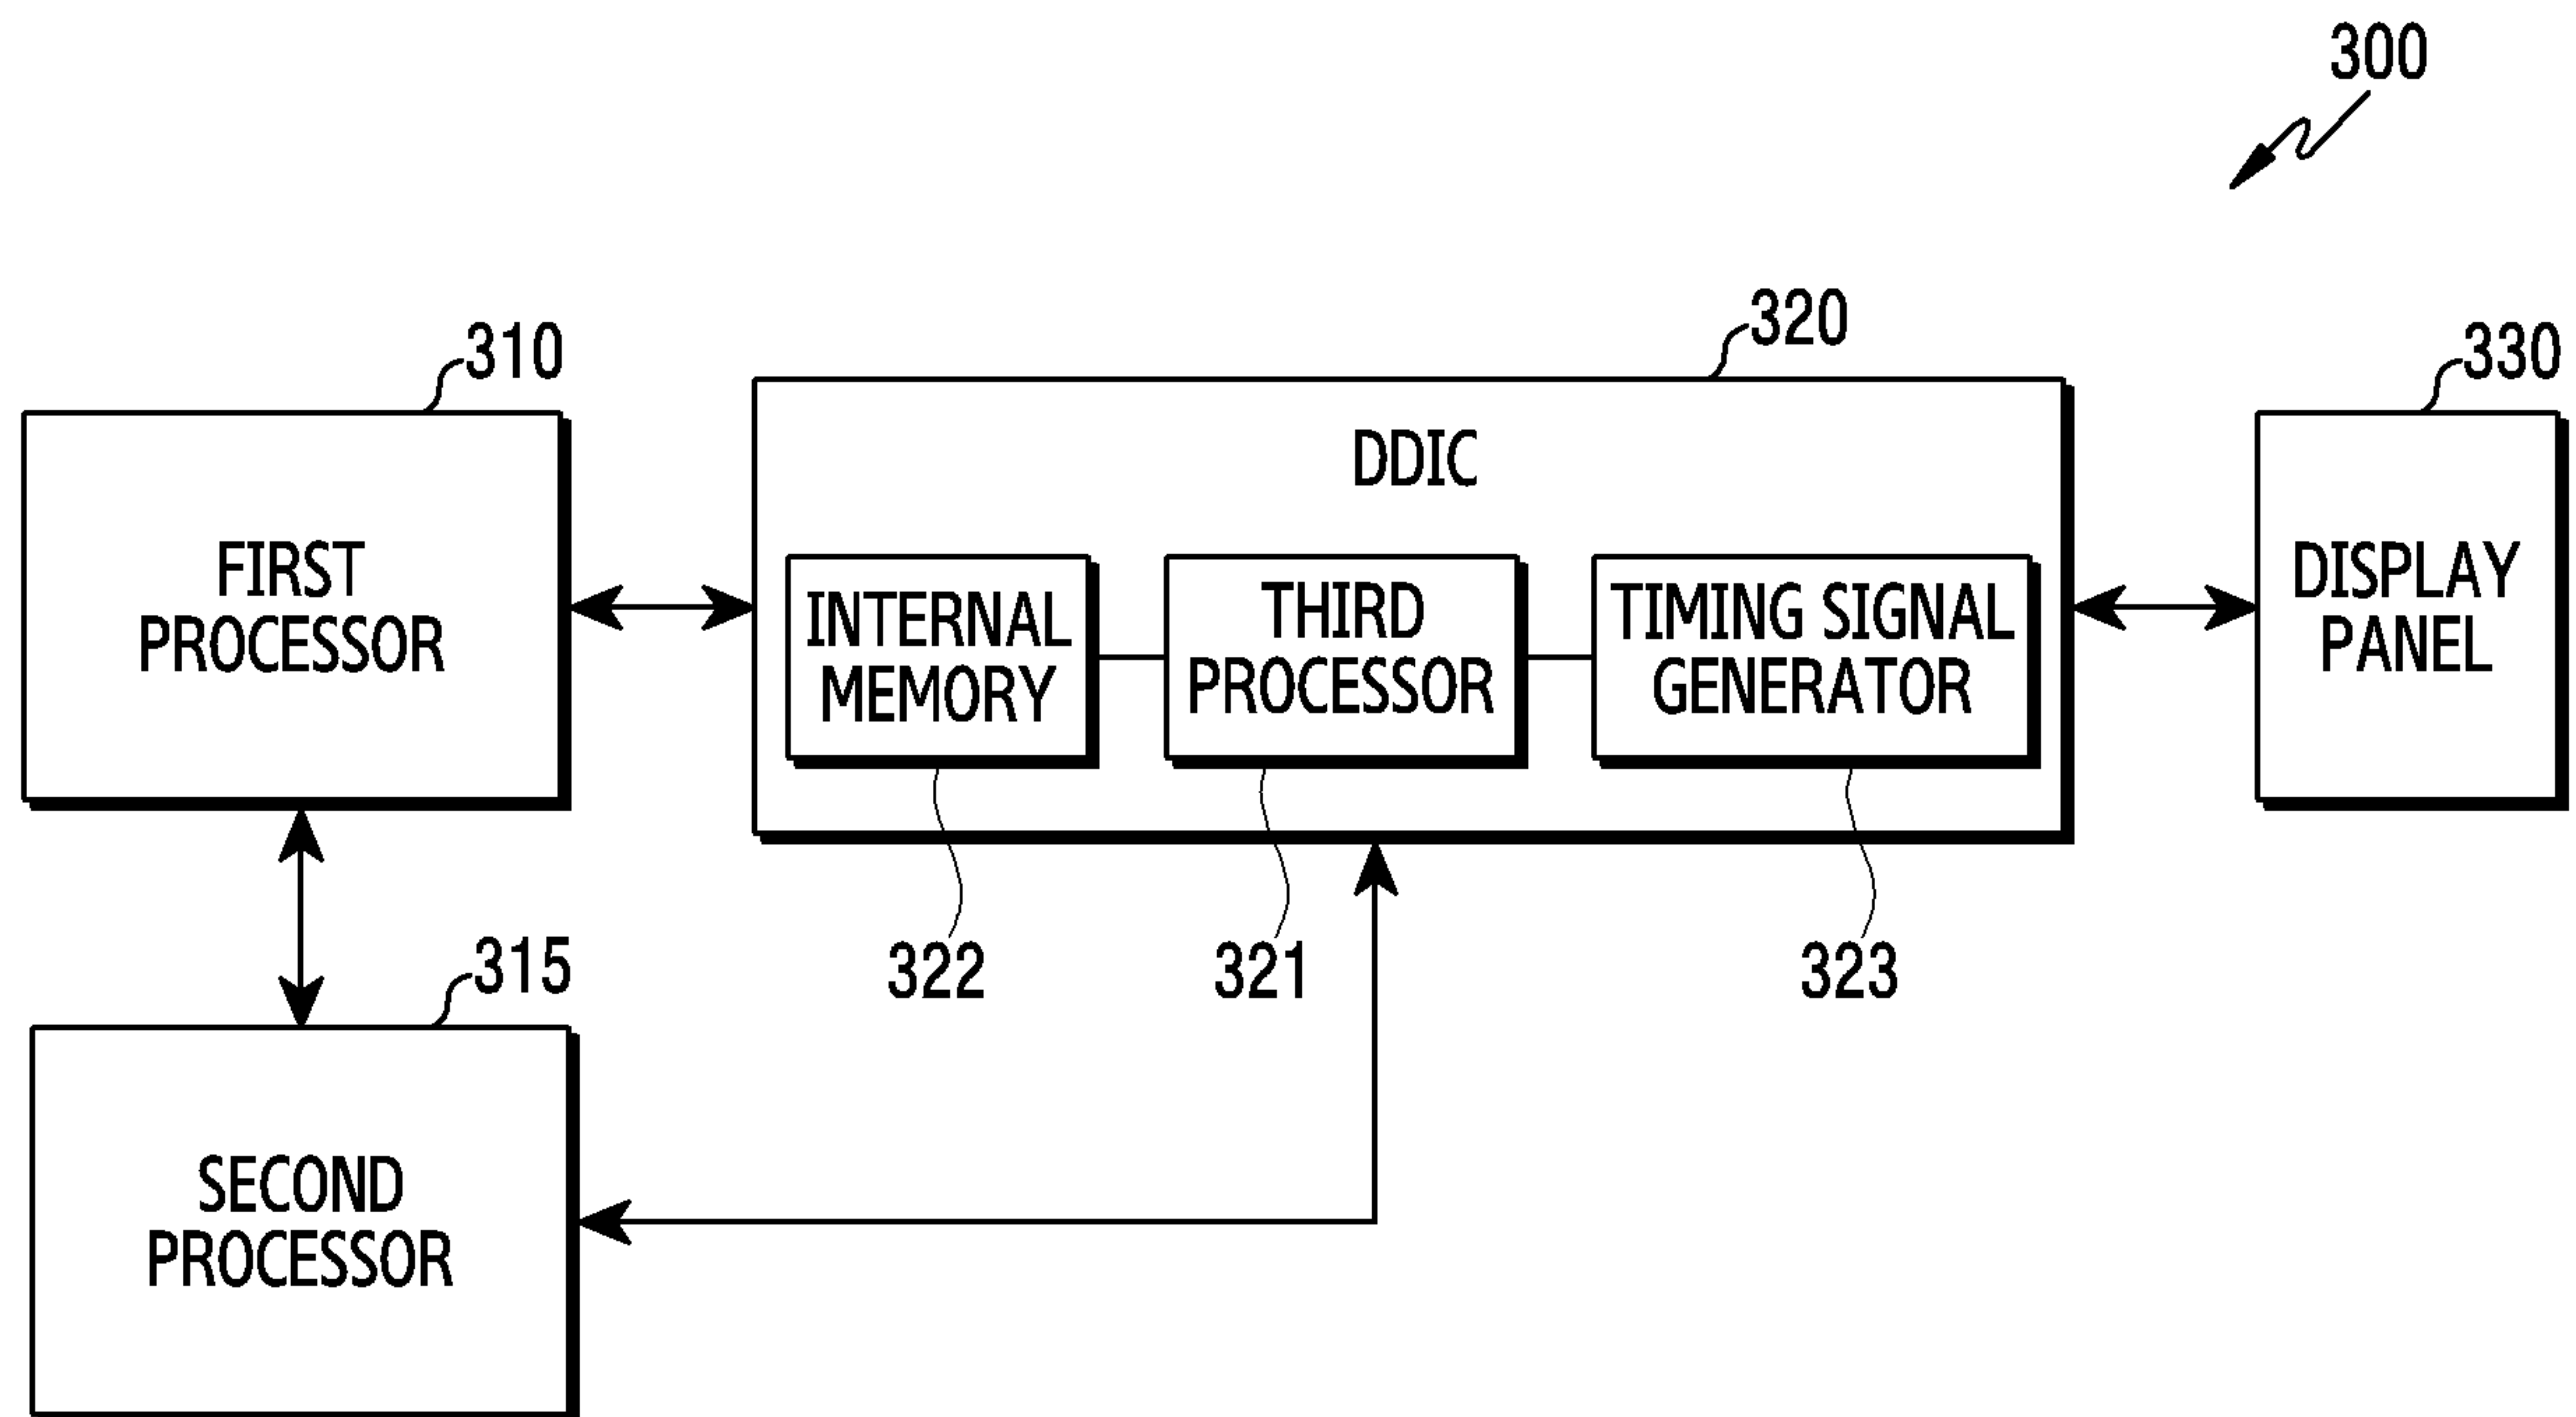 300
310
320
330
FIRST
PROCESSOR
DDIC
INTERNAL
MEMORY
THIRD
PROCESSOR
TIMING SIGNAL
GENERATOR
DISPLAY
PANEL
322
321
323
315
SECOND
PROCESSOR